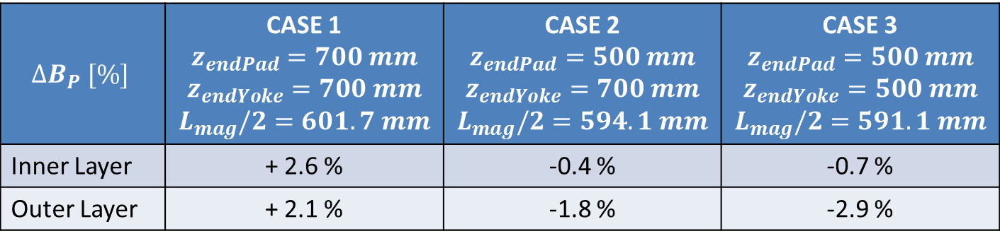 ΔB_P [%]
CASE 1
z_endPad = 700 mm
z_endYoke = 700 mm
L_mag/2 = 601.7 mm
CASE 2
z_endPad = 500 mm
z_endYoke = 700 mm
L_mag/2 = 594.1 mm
CASE 3
z_endPad = 500 mm
z_endYoke = 500 mm
L_mag/2 = 591.1 mm
Inner Layer + 2.6 % -0.4 % -0.7 %
Outer Layer + 2.1 % -1.8 % -2.9 %